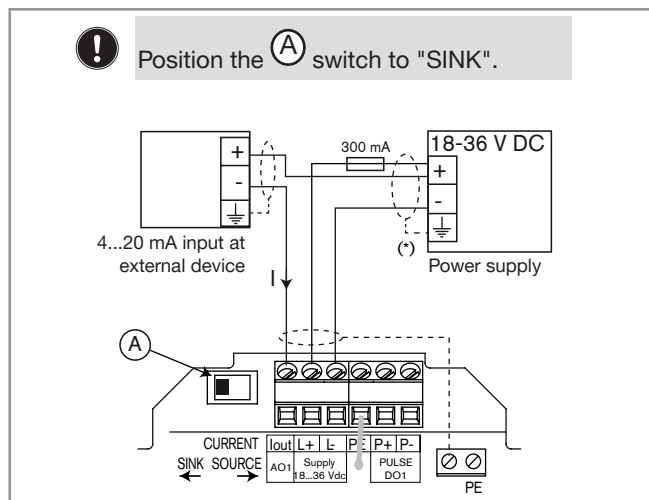 !
Position the A switch to "SINK".
300 mA
18-36 V DC
+
-
+
-
4...20 mA input at
external device
(*)
Power supply
I
A
CURRENT
SINK SOURCE
Iout L+ L- PE P+ P-
AO1
Supply
18...36 Vdc
PULSE
DO1
PE